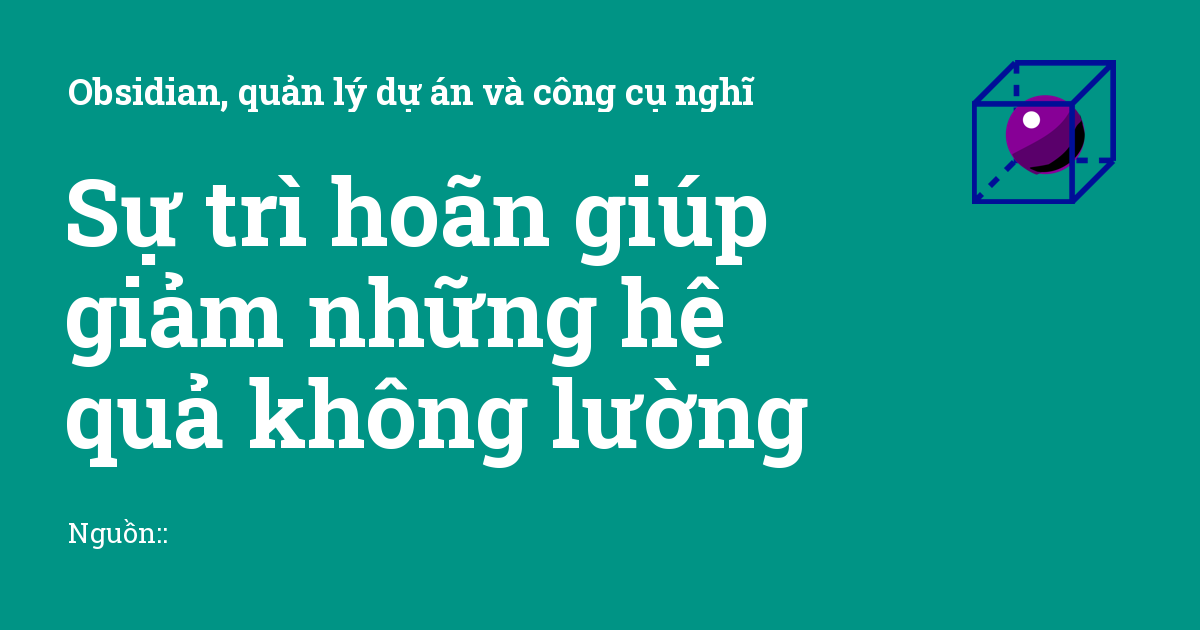 Obsidian, quản lý dự án và công cụ nghĩ
Sự trì hoãn giúp
giảm những hệ
quả không lường
Nguồn::